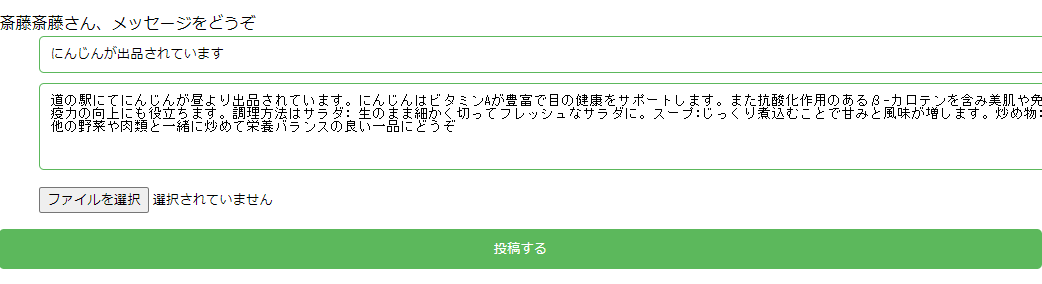 斎藤斎藤さん、メッセージをどうぞ
にんじんが出品されています
道の駅にてにんじんが昼より出品されています。にんじんはビタミンAが豊富で目の健康をサポートします。また抗酸化作用のあるβ-カロテンを含み美肌や免
疫力の向上にも役立ちます。調理方法はサラダ: 生のまま細かく切ってフレッシュなサラダに。スープ:じっくり煮込むことで甘みと風味が増します。炒め物:
他の野菜や肉類と一緒に炒めて栄養バランスの良い一品にどうぞ
ファイルを選択 選択されていません
投稿する